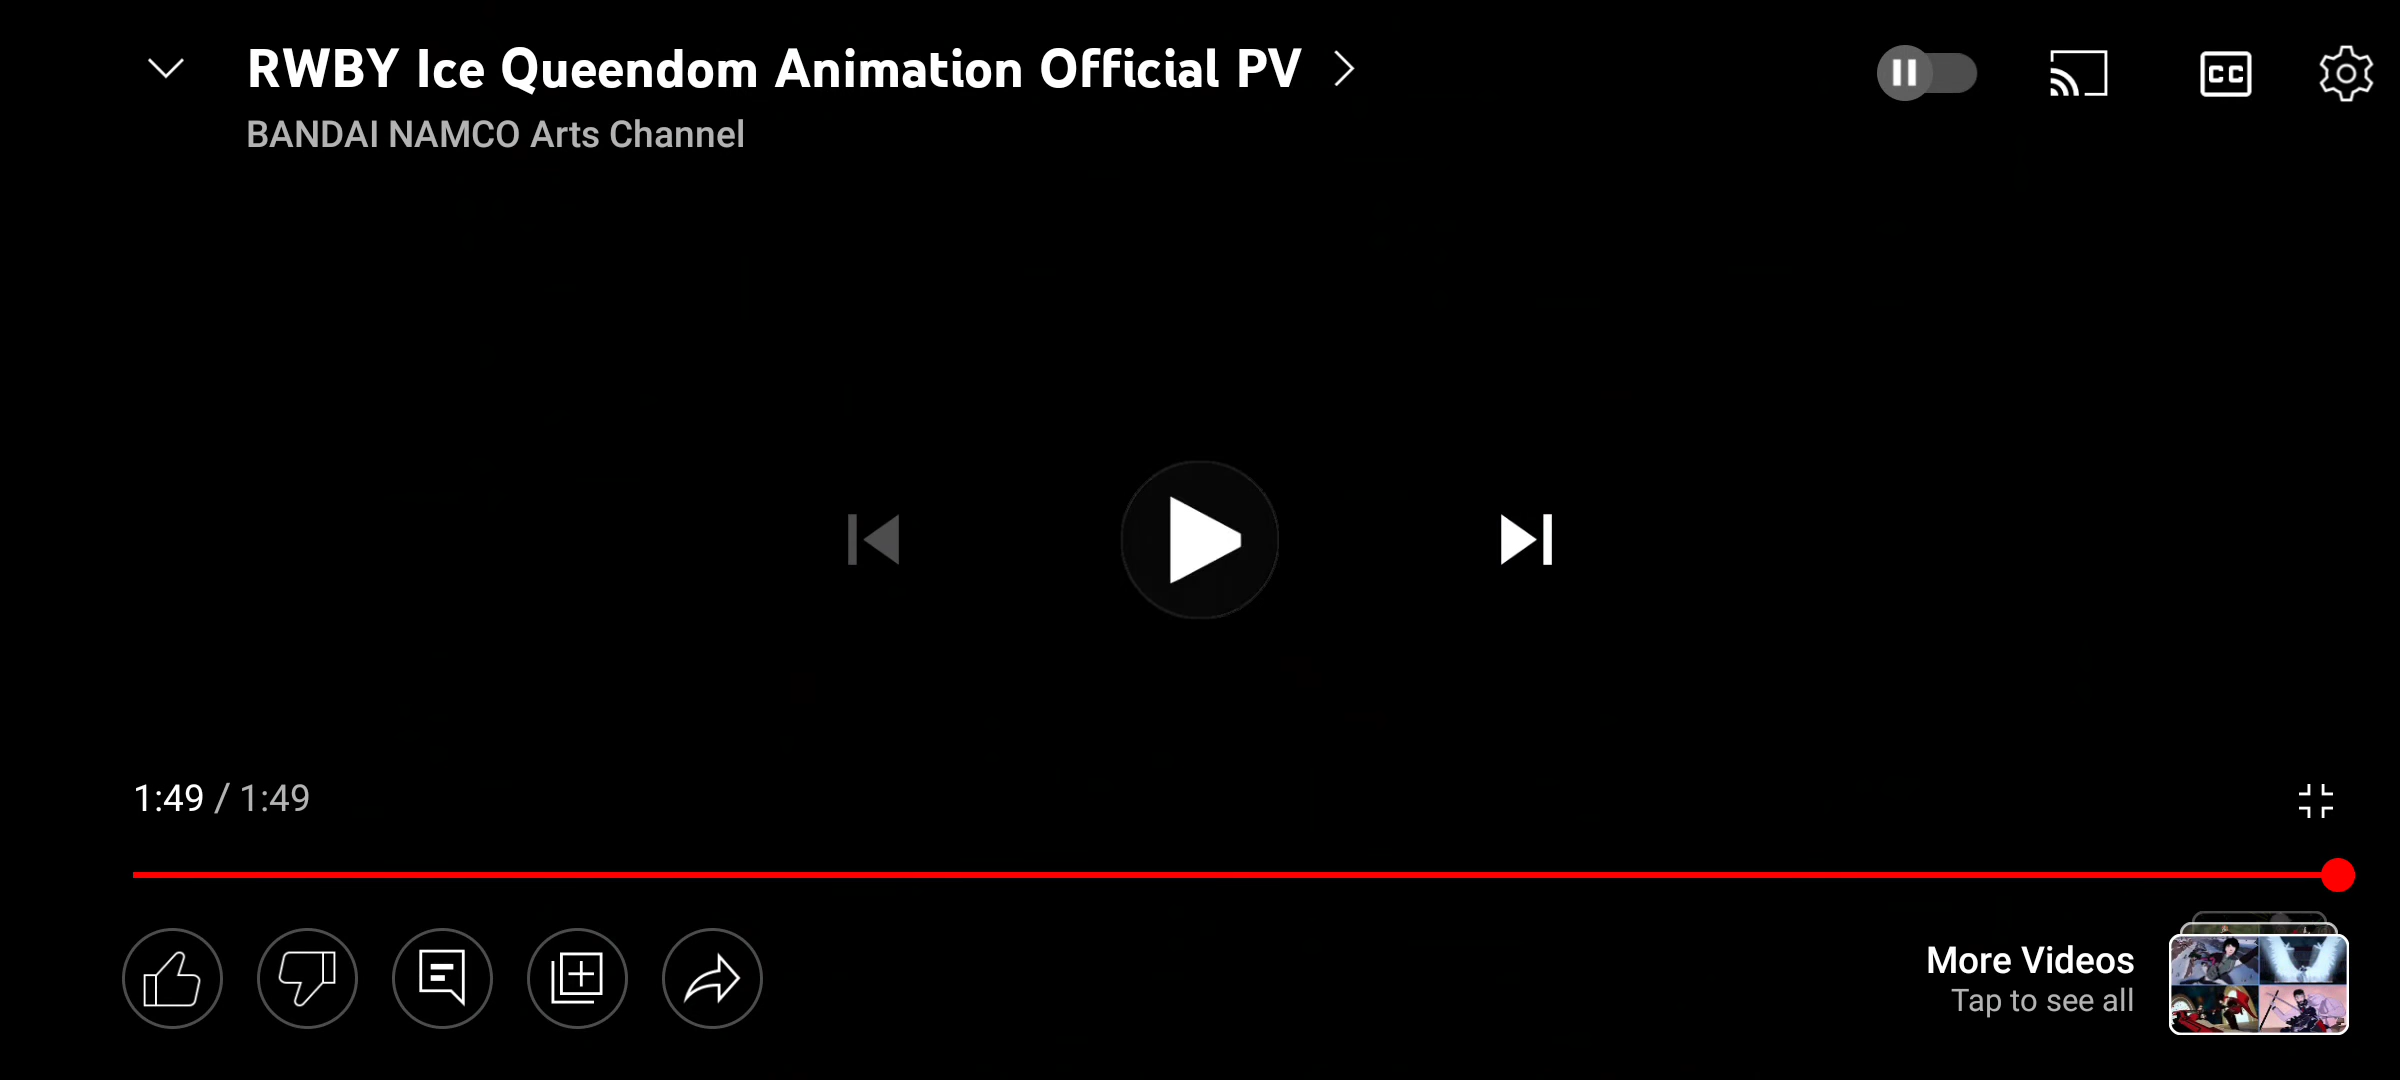 RWBY Ice Queendom Animation Official PV
BANDAI NAMCO Arts Channel
CC
1:49 / 1:49
More Videos
Tap to see all